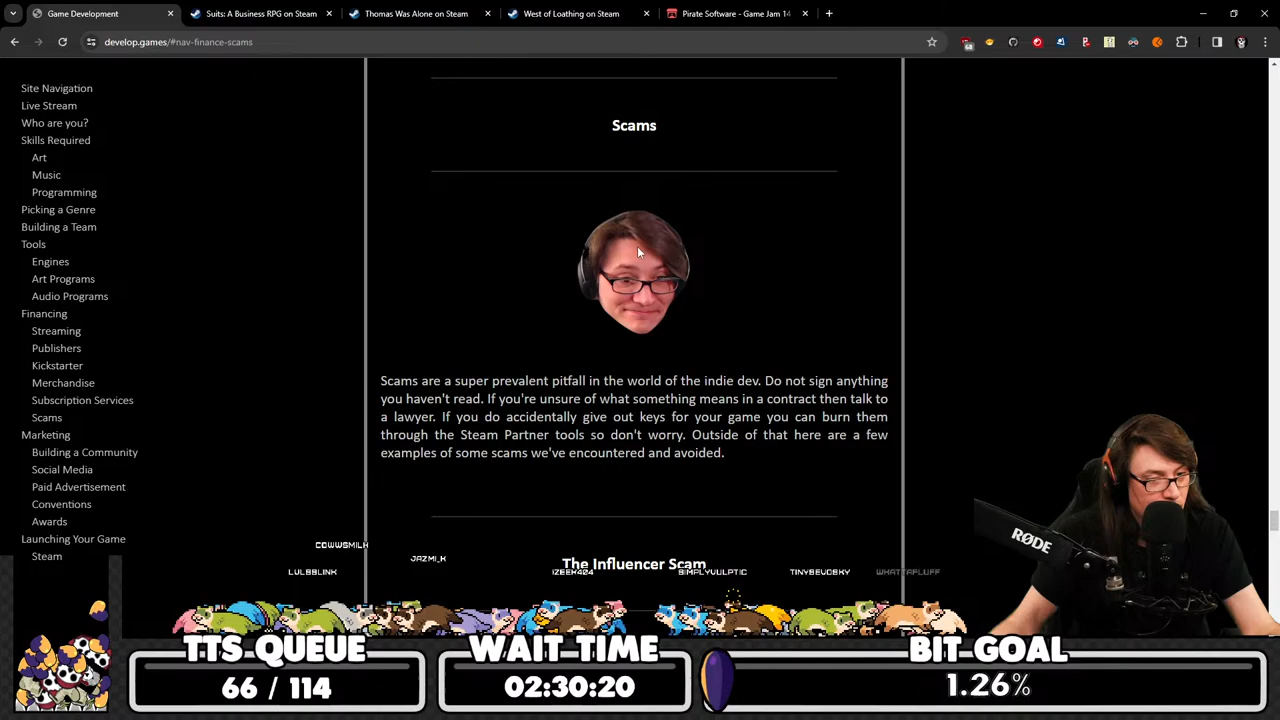 Game Development
Suits: A Business RPG on Steam
Thomas Was Alone on Steam
West of Loathing on Steam
Pirate Software - Game Jam 14
develop.games/#nav-finance-scams
Site Navigation
Live Stream
Who are you?
Skills Required
Art
Music
Programming
Picking a Genre
Building a Team
Tools
Engines
Art Programs
Audio Programs
Financing
Streaming
Publishers
Kickstarter
Merchandise
Subscription Services
Scams
Marketing
Building a Community
Social Media
Paid Advertisement
Conventions
Awards
Launching Your Game
Steam
Scams
Scams are a super prevalent pitfall in the world of the indie dev. Do not sign anything
you haven't read. If you're unsure of what something means in a contract then talk to
a lawyer. If you do accidentally give out keys for your game you can burn them
through the Steam Partner tools so don't worry. Outside of that here are a few
examples of some scams we've encountered and avoided.
The Influencer Scam
RØDE
COWWSMILK
JAZMI_K
LULSBLINK
IZEEK404
SIMPLYVULPTIC
WHATTAFLUFF
TTS QUEUE
66 / 114
WAIT TIME
02:30:20
BIT GOAL
1.26%